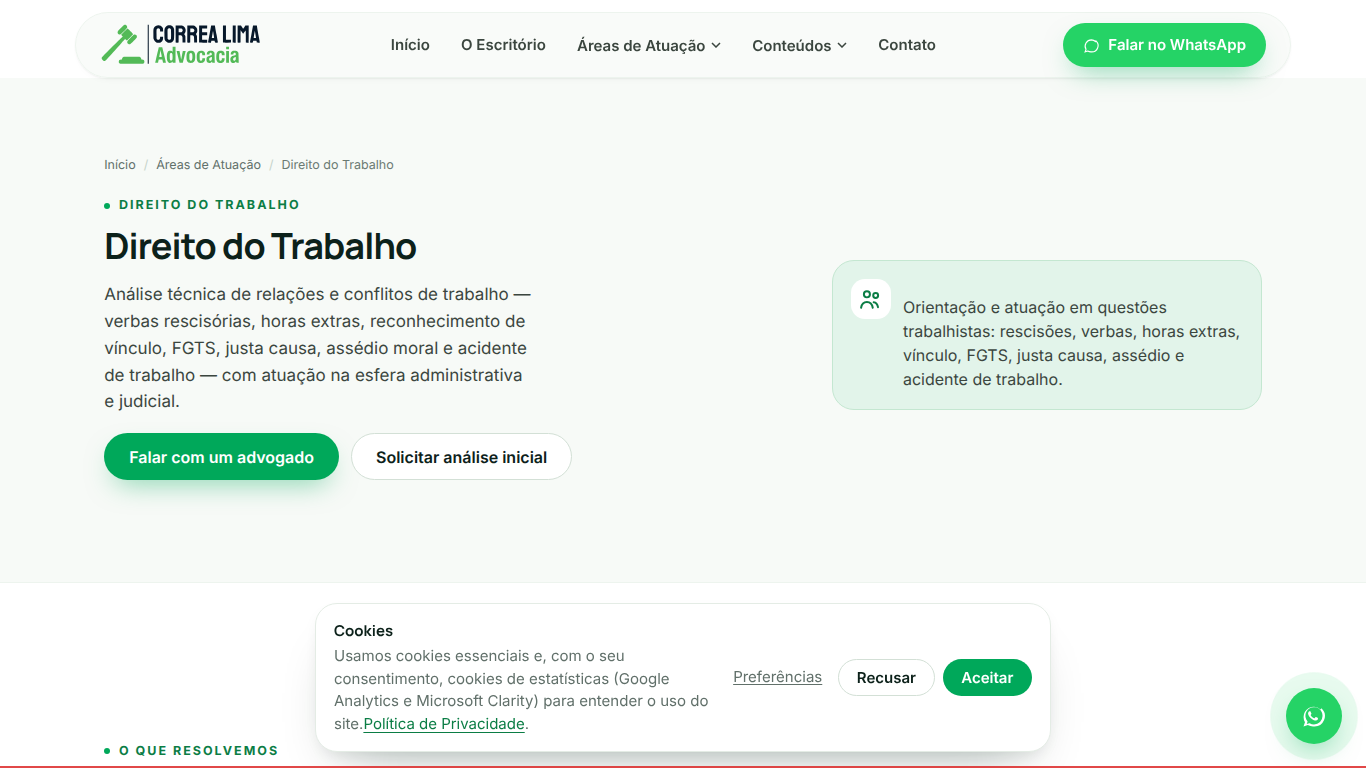 CORREA LIMA
Advocacia
Início
O Escritório
Áreas de Atuação
Conteúdos
Contato
Falar no WhatsApp
Início / Áreas de Atuação / Direito do Trabalho
DIREITO DO TRABALHO
Direito do Trabalho
Análise técnica de relações e conflitos de trabalho —
verbas rescisórias, horas extras, reconhecimento de
vínculo, FGTS, justa causa, assédio moral e acidente
de trabalho — com atuação na esfera administrativa
e judicial.
Falar com um advogado
Solicitar análise inicial
Orientação e atuação em questões
trabalhistas: rescisões, verbas, horas extras,
vínculo, FGTS, justa causa, assédio e
acidente de trabalho.
Cookies
Usamos cookies essenciais e, com o seu
consentimento, cookies de estatísticas (Google
Analytics e Microsoft Clarity) para entender o uso do
site.Política de Privacidade.
Preferências
Recusar
Aceitar
O QUE RESOLVEMOS